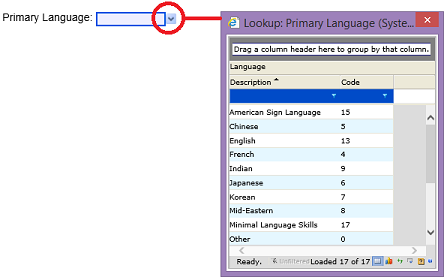 Primary Language:
Lookup: Primary Language (Syste...
Drag a column header here to group by that column.
Language
Description Code
American Sign Language 15
Chinese 5
English 13
French 4
Indian 9
Japanese 6
Korean 7
Mid-Eastern 8
Minimal Language Skills 17
Other 0
Ready. Unfiltered Loaded 17 of 17